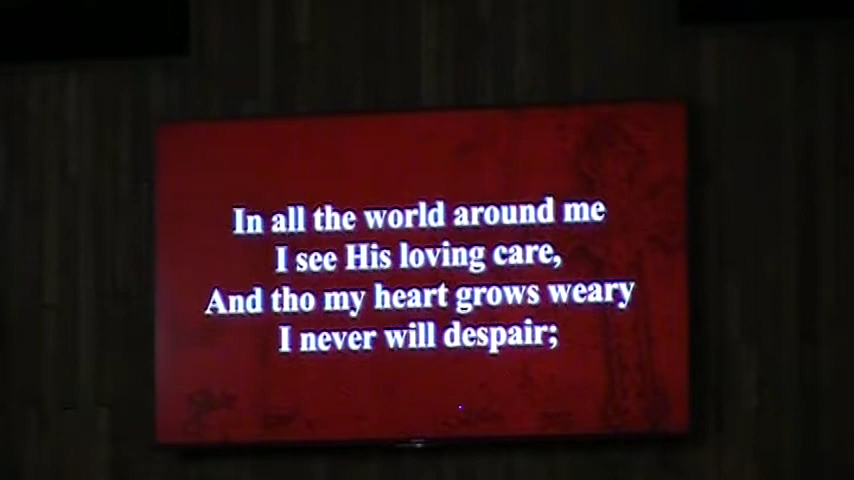 In all the world around me
I see His loving care,
And tho my heart grows weary
I never will despair;